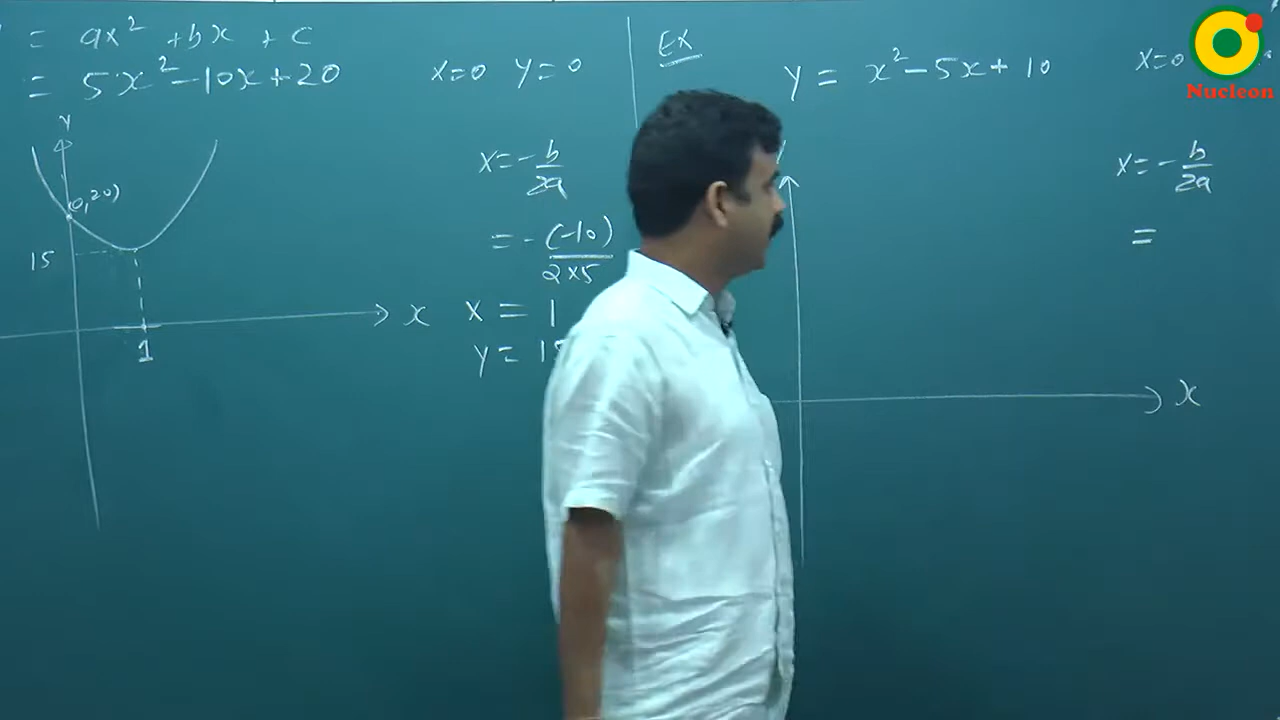 = ax² + bx + c
= 5x² - 10x + 20
x=0 y=0
y
(0,20)
15
1
x
x = - b/2a
= - (-10)/2×5
x = 1
y = 15
Ex
y = x² - 5x + 10
x=0
y
x
x = - b/2a
=
Nucleon